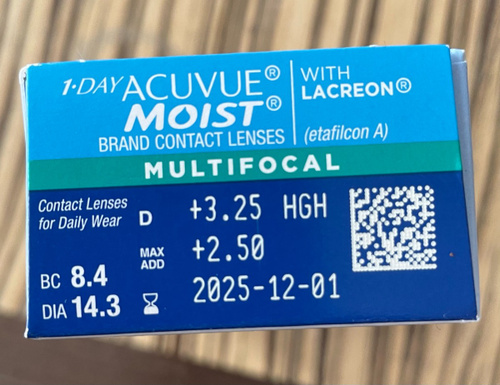 1·DAY ACUVUE® WITH
MOIST® LACREON®
BRAND CONTACT LENSES (etafilcon A)
MULTIFOCAL
Contact Lenses
for Daily Wear
D +3.25 HGH
MAX
ADD
+2.50
BC 8.4
DIA 14.3
2025-12-01